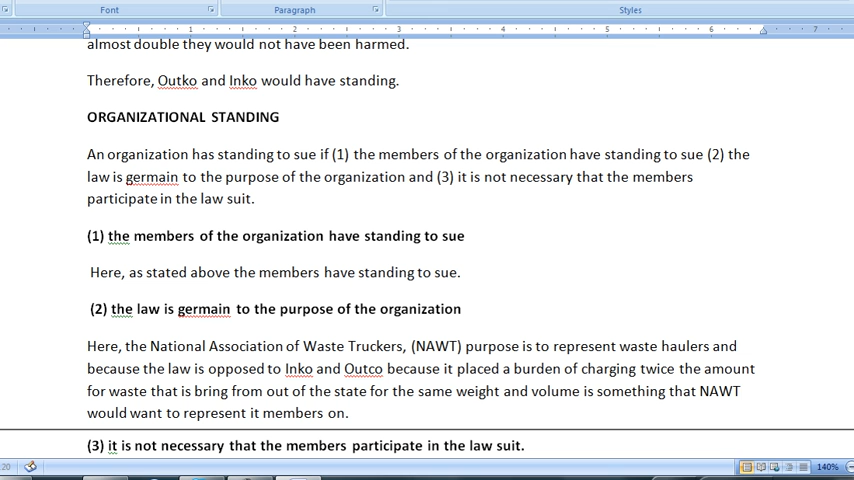 Font
Paragraph
Styles
1 2 3 4 5 6 7
almost double they would not have been harmed.
Therefore, Outko and Inko would have standing.
ORGANIZATIONAL STANDING
An organization has standing to sue if (1) the members of the organization have standing to sue (2) the
law is germain to the purpose of the organization and (3) it is not necessary that the members
participate in the law suit.
(1) the members of the organization have standing to sue
Here, as stated above the members have standing to sue.
(2) the law is germain to the purpose of the organization
Here, the National Association of Waste Truckers, (NAWT) purpose is to represent waste haulers and
because the law is opposed to Inko and Outco because it placed a burden of charging twice the amount
for waste that is bring from out of the state for the same weight and volume is something that NAWT
would want to represent it members on.
(3) it is not necessary that the members participate in the law suit.
20
140%